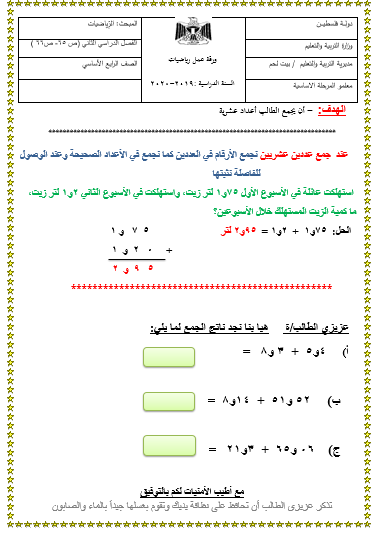 دولة فلسطين
وزارة التربية والتعليم
مديرية التربية والتعليم / بيت لحم
معلمو المرحلة الاساسية
ورقة عمل رياضيات
السنة الدراسية :٢٠١٩-٢٠٢٠
المبحث: الرياضيات
الفصل الدراسي الثاني (ص ٦٥- ص٦٦)
الصف الرابع الأساسي
الهدف: – أن يجمع الطالب أعداد عشرية
عند جمع عددين عشريين نجمع الأرقام في العددين كما نجمع في الأعداد الصحيحة وعند الوصول
للفاصلة نثبتها
استهلكت عائلة في الأسبوع الأول ٧٥و١ لتر زيت، واستهلكت في الأسبوع الثاني ٢و١ لتر زيت،
ما كمية الزيت المستهلك خلال الأسبوعين؟
الحل: ٧٥و١ + ٢و١ = ٩٥و٢ لتر
٧٥ و ١
+ ٢٠ و ١
٩٥ و ٢
عزيزي الطالب/ة هيا بنا نجد ناتج الجمع لما يلي:
أ) ٤و٥ + ٣و٨ =
ب) ٥٢و٥١ + ١٤و٨ =
ج) ٠٦و٦٥ + ٣و٢١ =
مع أطيب الأمنيات لكم بالتوفيق
تذكر عزيزي الطالب أن تحافظ على نظافة يديك وتقوم بغسلها جيداً بالماء والصابون